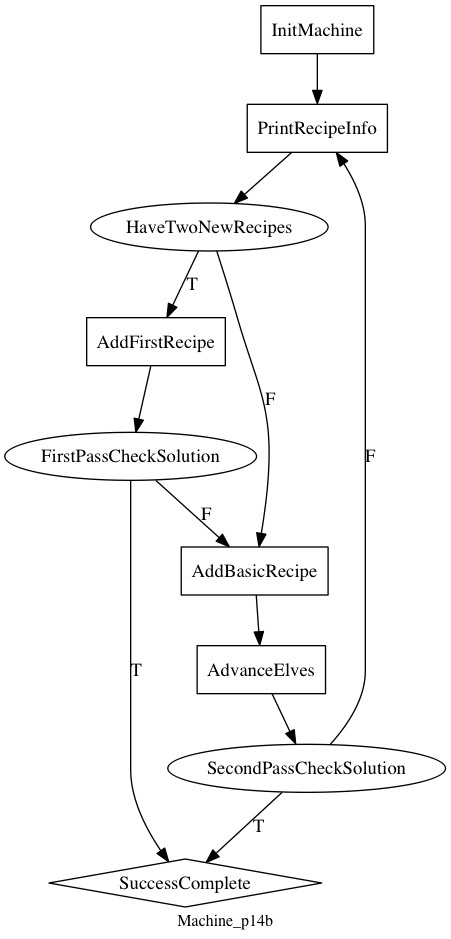 InitMachine
PrintRecipeInfo
HaveTwoNewRecipes
T
AddFirstRecipe
F
FirstPassCheckSolution
F
F
AddBasicRecipe
T
AdvanceElves
SecondPassCheckSolution
T
SuccessComplete
Machine_p14b